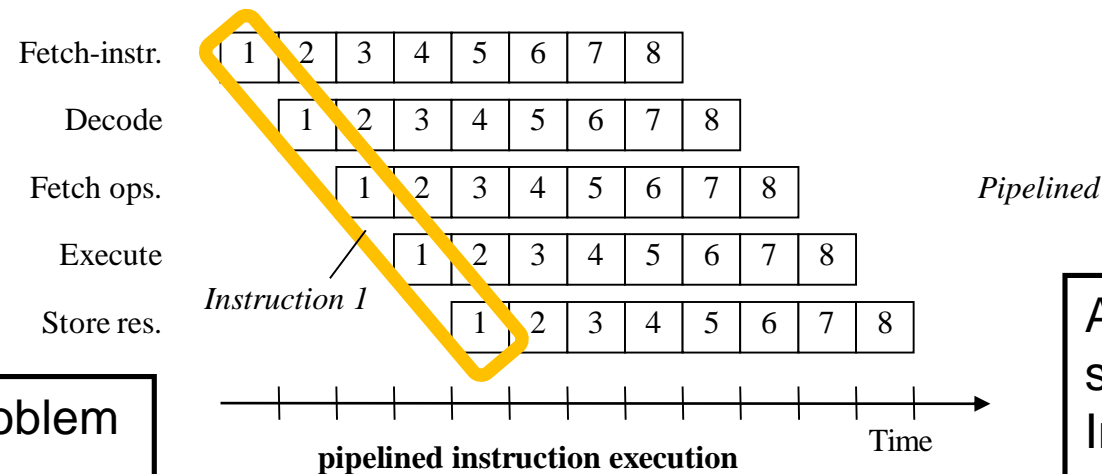 Fetch-instr. 1 2 3 4 5 6 7 8
Decode 1 2 3 4 5 6 7 8
Fetch ops. 1 2 3 4 5 6 7 8
Pipelined
Execute 1 2 3 4 5 6 7 8
Instruction 1
Store res. 1 2 3 4 5 6 7 8
Time
pipelined instruction execution
oblem
A
s
I